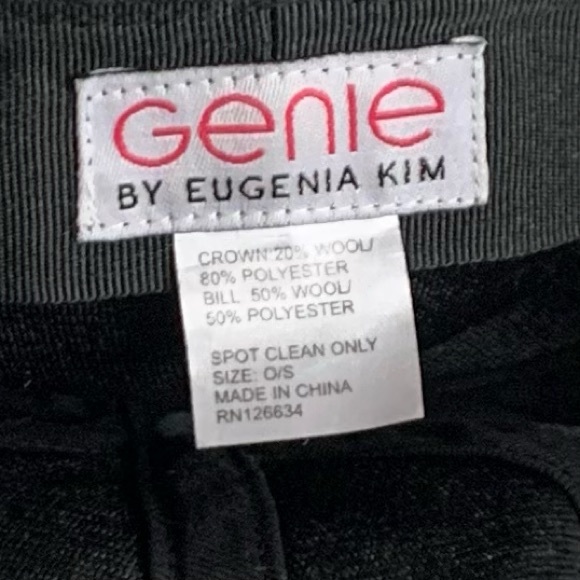 Genie
BY EUGENIA KIM
CROWN 20% WOOL/
80% POLYESTER
BILL 50% WOOL/
50% POLYESTER
SPOT CLEAN ONLY
SIZE: O/S
MADE IN CHINA
RN126634